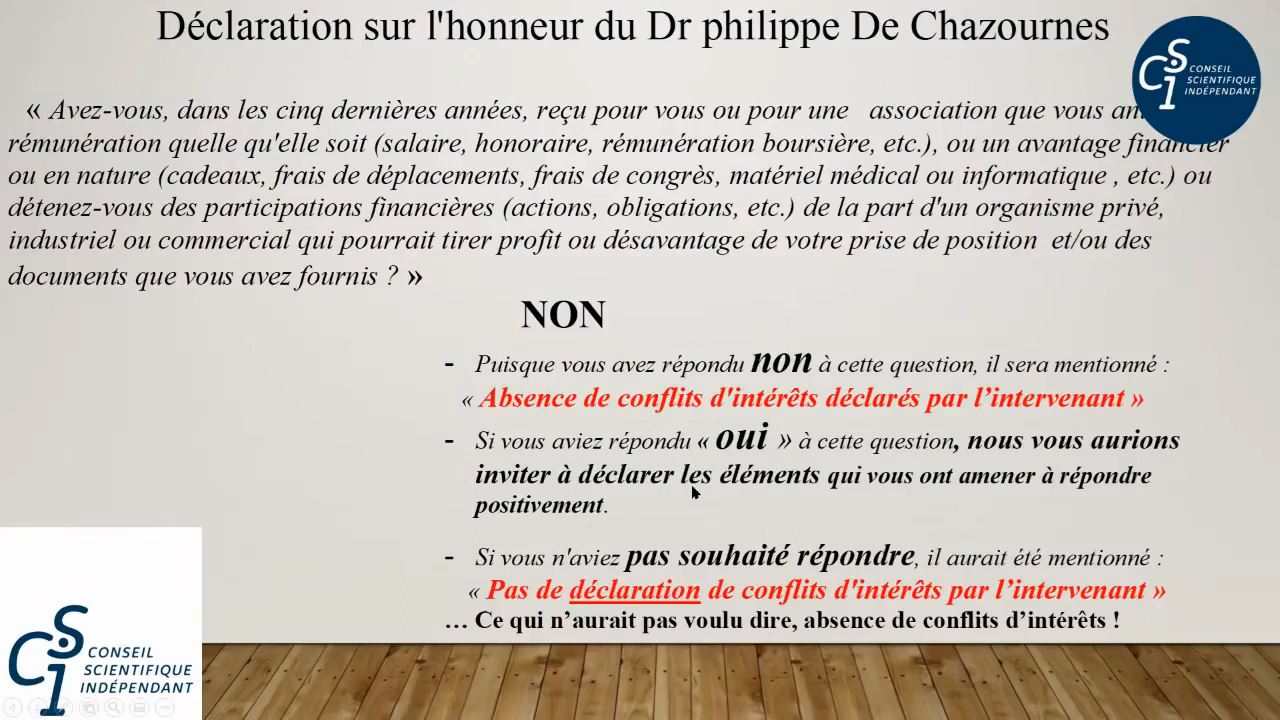 Déclaration sur l'honneur du Dr philippe De Chazournes
CONSEIL
SCIENTIFIQUE
INDÉPENDANT
« Avez-vous, dans les cinq dernières années, reçu pour vous ou pour une association que vous
rémunération quelle qu'elle soit (salaire, honoraire, rémunération boursière, etc.), ou un avantage financier
ou en nature (cadeaux, frais de déplacements, frais de congrès, matériel médical ou informatique , etc.) ou
détenez-vous des participations financières (actions, obligations, etc.) de la part d'un organisme privé,
industriel ou commercial qui pourrait tirer profit ou désavantage de votre prise de position et/ou des
documents que vous avez fournis ? »
NON
- Puisque vous avez répondu non à cette question, il sera mentionné :
« Absence de conflits d'intérêts déclarés par l’intervenant »
- Si vous aviez répondu « oui » à cette question, nous vous aurions
inviter à déclarer les éléments qui vous ont amener à répondre
positivement.
- Si vous n'aviez pas souhaité répondre, il aurait été mentionné :
« Pas de déclaration de conflits d'intérêts par l’intervenant »
… Ce qui n’aurait pas voulu dire, absence de conflits d’intérêts !
CSI
CONSEIL
SCIENTIFIQUE
INDÉPENDANT